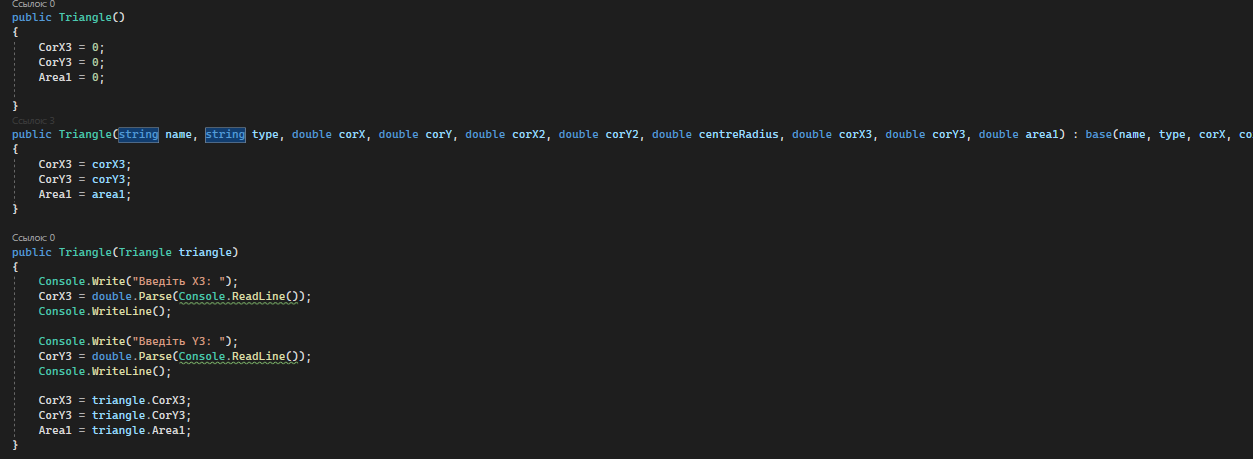 Ссылок: 0
public Triangle()
{
CorX3 = 0;
CorY3 = 0;
Area1 = 0;
}
Ссылок: 3
public Triangle(string name, string type, double corX, double corY, double corX2, double corY2, double centreRadius, double corX3, double corY3, double area1) : base(name, type, corX, co
{
CorX3 = corX3;
CorY3 = corY3;
Area1 = area1;
}
Ссылок: 0
public Triangle(Triangle triangle)
{
Console.Write("Введіть X3: ");
CorX3 = double.Parse(Console.ReadLine());
Console.WriteLine();
Console.Write("Введіть Y3: ");
CorY3 = double.Parse(Console.ReadLine());
Console.WriteLine();
CorX3 = triangle.CorX3;
CorY3 = triangle.CorY3;
Area1 = triangle.Area1;
}